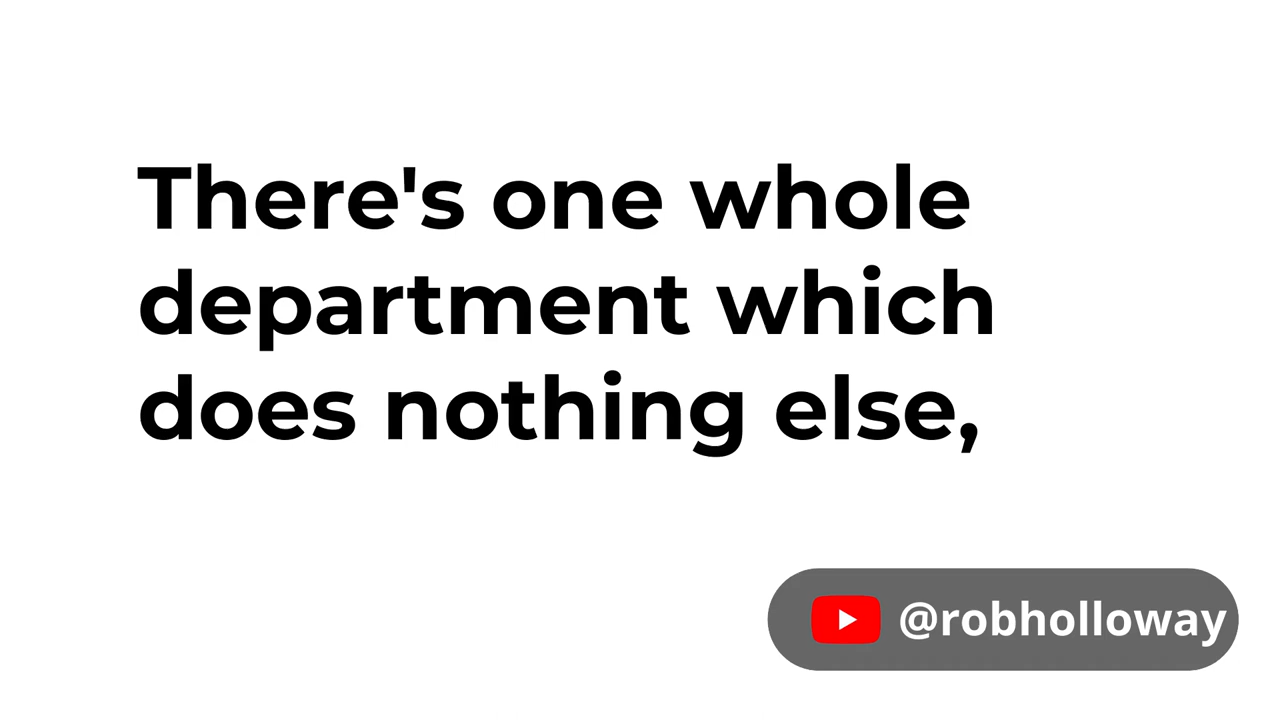 There's one whole
department which
does nothing else,
@robholloway